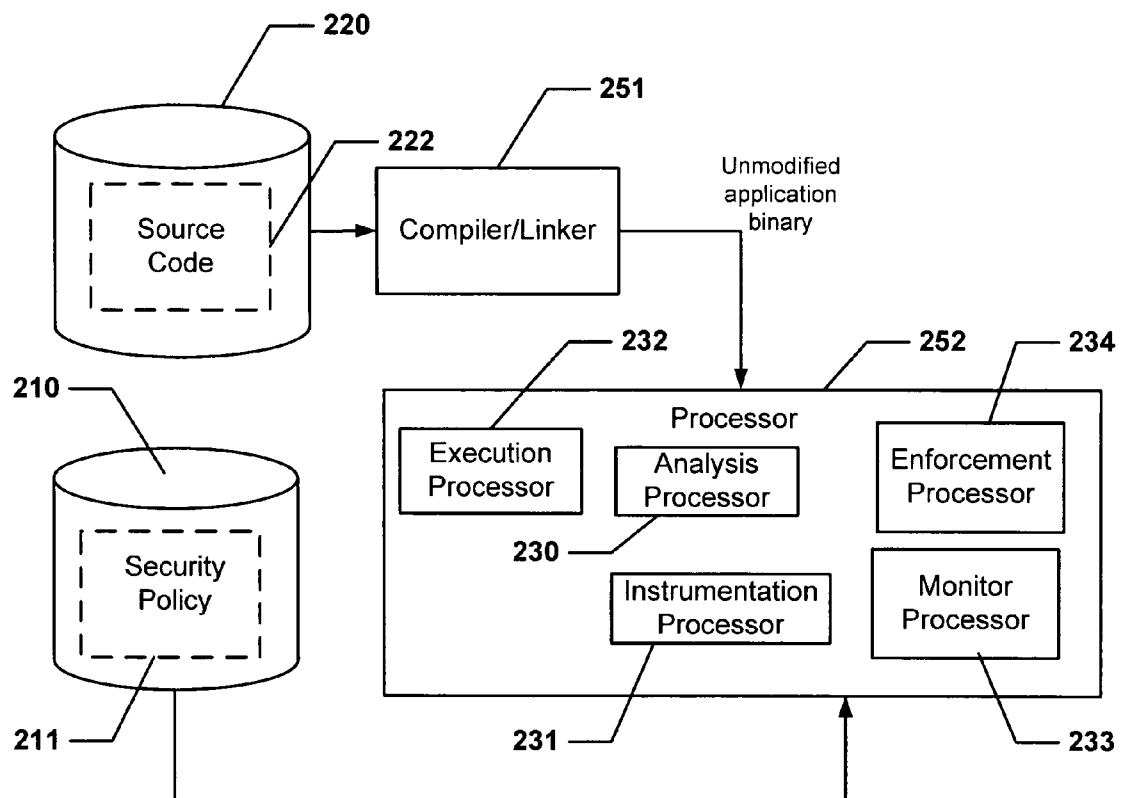 220
251
222
Unmodified
application
binary
Source
Code
Compiler/Linker
232
252
234
210
Processor
Execution
Processor
Analysis
Processor
Enforcement
Processor
230
Security
Policy
Instrumentation
Processor
Monitor
Processor
211
231
233